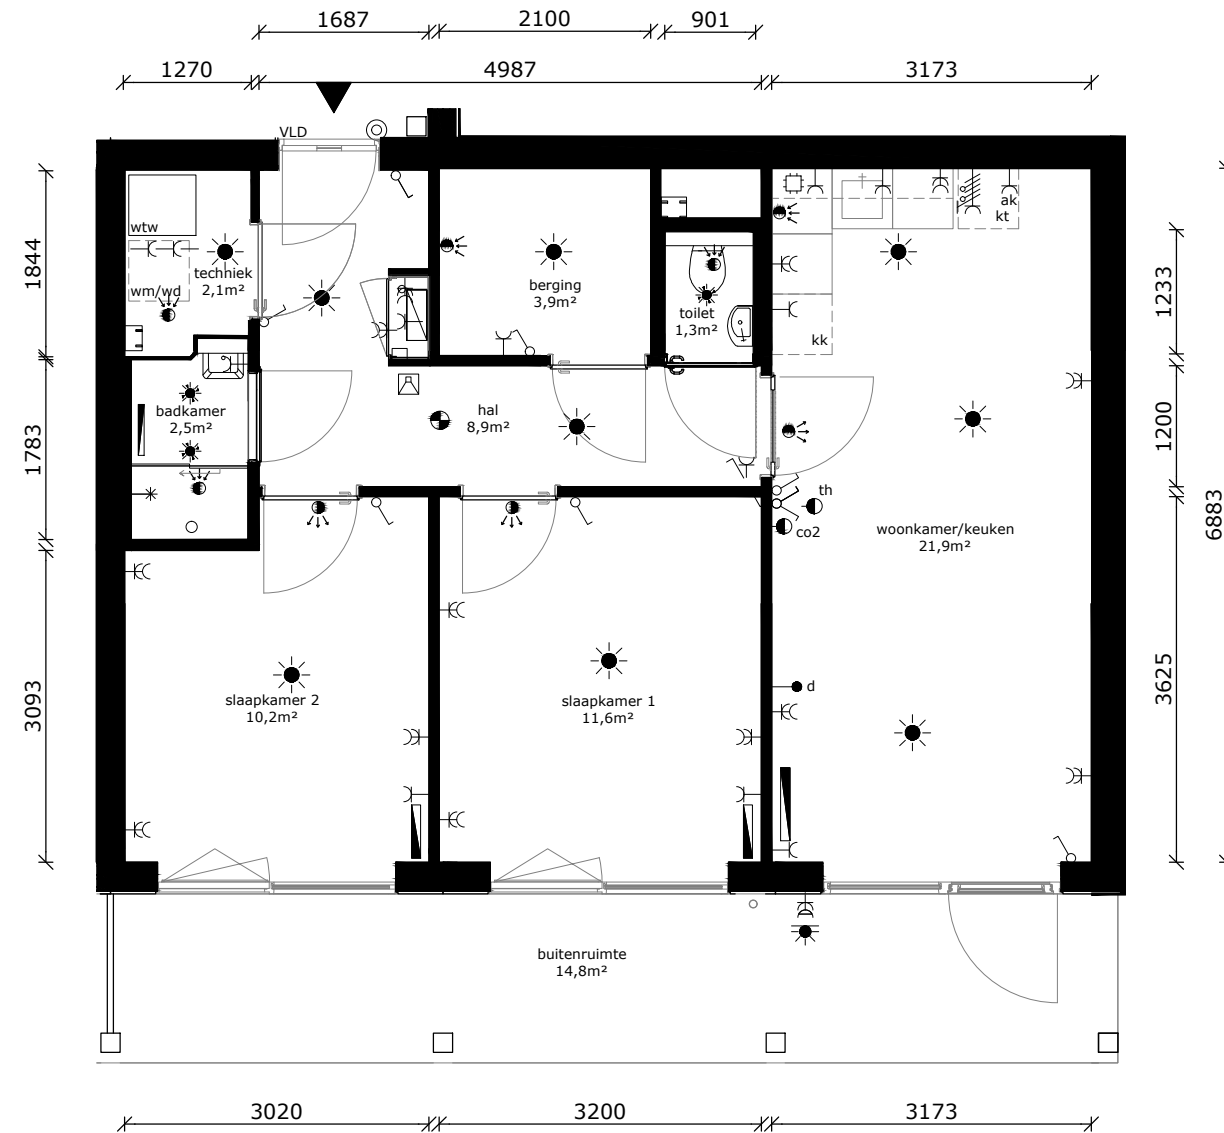 1687
2100
901
1270
4987
3173
VLD
wtw
techniek
2,1m²
wm/wd
berging
3,9m²
toilet
1,3m²
ak
kt
kk
1844
1233
badkamer
2,5m²
hal
8,9m²
1783
1200
6883
th
co2
woonkamer/keuken
21,9m²
d
slaapkamer 2
10,2m²
slaapkamer 1
11,6m²
3093
3625
buitenruimte
14,8m²
3020
3200
3173